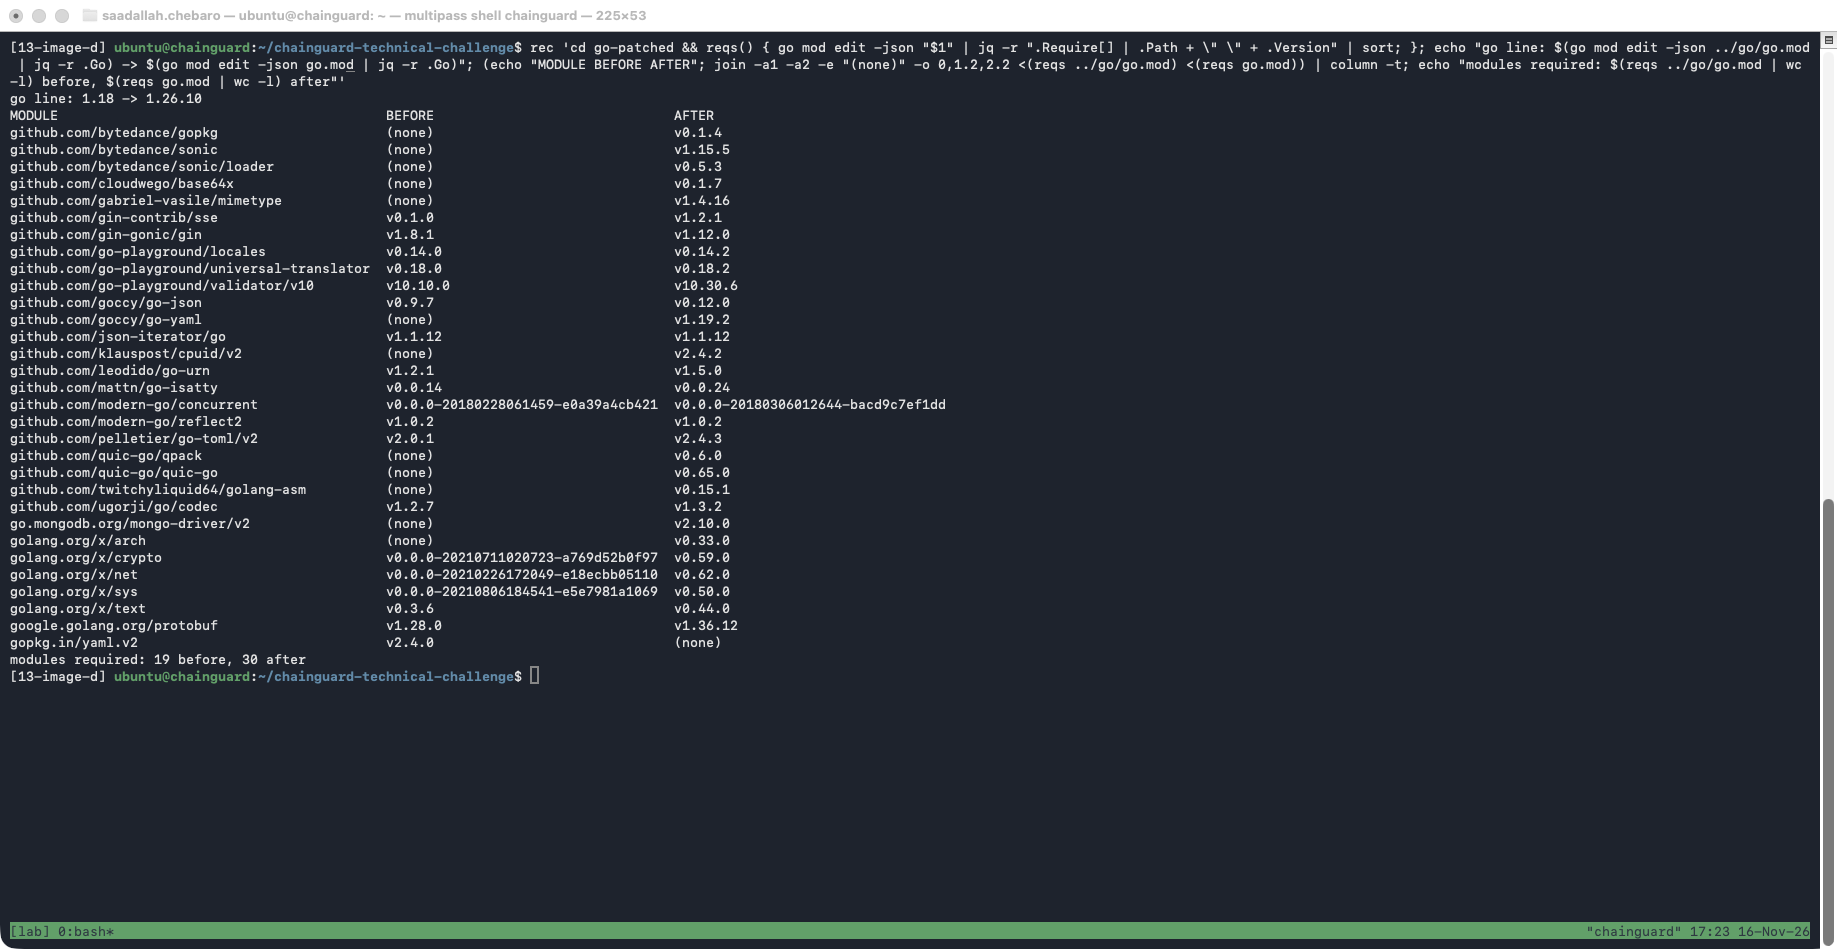 saadallah.chebaro — ubuntu@chainguard: ~ — multipass shell chainguard — 225×53
[13-image-d] ubuntu@chainguard:~/chainguard-technical-challenge$ rec 'cd go-patched && reqs() { go mod edit -json "$1" | jq -r ".Require[] | .Path + \" \" + .Version" | sort; }; echo "go line: $(go mod edit -json ../go/go.mod
| jq -r .Go) -> $(go mod edit -json go.mod | jq -r .Go)"; (echo "MODULE BEFORE AFTER"; join -a1 -a2 -e "(none)" -o 0,1.2,2.2 <(reqs ../go/go.mod) <(reqs go.mod)) | column -t; echo "modules required: $(reqs ../go/go.mod | wc
-l) before, $(reqs go.mod | wc -l) after"'
go line: 1.18 -> 1.26.10
MODULE BEFORE AFTER
github.com/bytedance/gopkg (none) v0.1.4
github.com/bytedance/sonic (none) v1.15.5
github.com/bytedance/sonic/loader (none) v0.5.3
github.com/cloudwego/base64x (none) v0.1.7
github.com/gabriel-vasile/mimetype (none) v1.4.16
github.com/gin-contrib/sse v0.1.0 v1.2.1
github.com/gin-gonic/gin v1.8.1 v1.12.0
github.com/go-playground/locales v0.14.0 v0.14.2
github.com/go-playground/universal-translator v0.18.0 v0.18.2
github.com/go-playground/validator/v10 v10.10.0 v10.30.6
github.com/goccy/go-json v0.9.7 v0.12.0
github.com/goccy/go-yaml (none) v1.19.2
github.com/json-iterator/go v1.1.12 v1.1.12
github.com/klauspost/cpuid/v2 (none) v2.4.2
github.com/leodido/go-urn v1.2.1 v1.5.0
github.com/mattn/go-isatty v0.0.14 v0.0.24
github.com/modern-go/concurrent v0.0.0-20180228061459-e0a39a4cb421 v0.0.0-20180306012644-bacd9c7ef1dd
github.com/modern-go/reflect2 v1.0.2 v1.0.2
github.com/pelletier/go-toml/v2 v2.0.1 v2.4.3
github.com/quic-go/qpack (none) v0.6.0
github.com/quic-go/quic-go (none) v0.65.0
github.com/twitchyliquid64/golang-asm (none) v0.15.1
github.com/ugorji/go/codec v1.2.7 v1.3.2
go.mongodb.org/mongo-driver/v2 (none) v2.10.0
golang.org/x/arch (none) v0.33.0
golang.org/x/crypto v0.0.0-20210711020723-a769d52b0f97 v0.59.0
golang.org/x/net v0.0.0-20210226172049-e18ecbb05110 v0.62.0
golang.org/x/sys v0.0.0-20210806184541-e5e7981a1069 v0.50.0
golang.org/x/text v0.3.6 v0.44.0
google.golang.org/protobuf v1.28.0 v1.36.12
gopkg.in/yaml.v2 v2.4.0 (none)
modules required: 19 before, 30 after
[13-image-d] ubuntu@chainguard:~/chainguard-technical-challenge$
[lab] 0:bash* "chainguard" 17:23 16-Nov-26